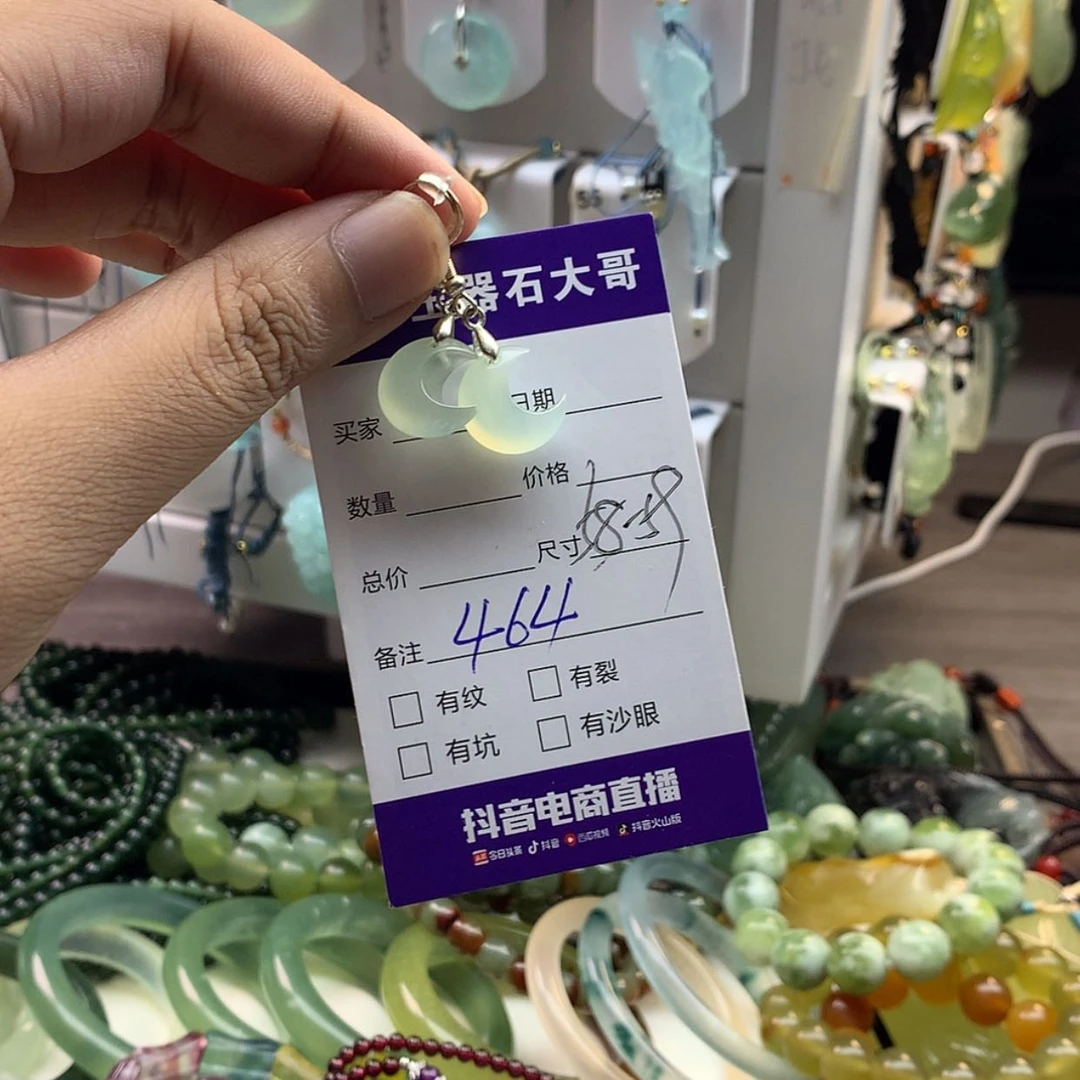 器石大哥
日期
买家
价格
数量
尺寸
总价
464
备注
有纹
有裂
有坑
有沙眼
抖音电商直播
今日头条 抖音 西瓜视频 抖音火山版